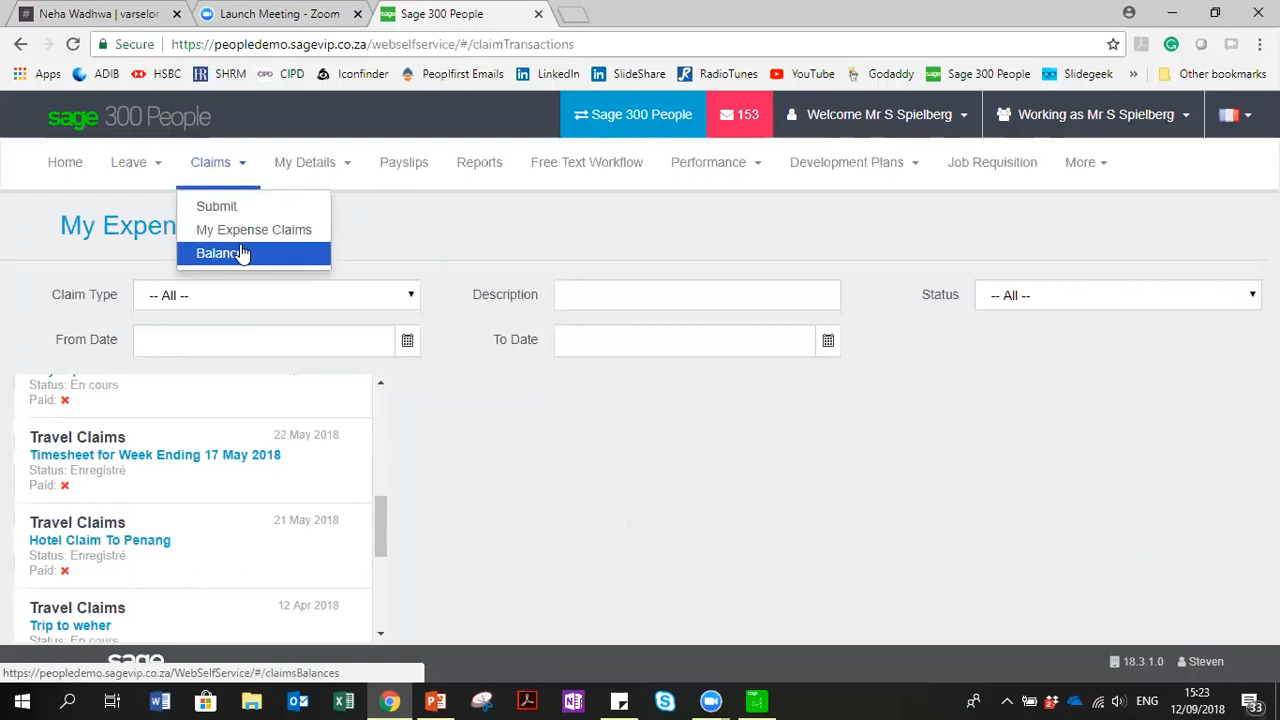 Neha Wadhwa | varselor
Launch Meeting - Zoom
Sage 300 People
Secure
https://peopledemo.sagevip.co.za/webselfservice/#/claimTransactions
Apps ADIB HSBC SHRM CIPD CIPD Iconfinder Peoplfirst Emails LinkedIn SlideShare RadioTunes YouTube Godaddy Sage 300 People Slidegeek » Other bookmarks
sage 300 People
Sage 300 People
153
Welcome Mr S Spielberg
Working as Mr S Spielberg
Home Leave Claims My Details Payslips Reports Free Text Workflow Performance Development Plans Job Requisition More
Submit
My Expense Claims
My Expen
Claim Type
-- All --
Description
Status
-- All --
From Date
To Date
Status: En cours
Paid:
Travel Claims
22 May 2018
Timesheet for Week Ending 17 May 2018
Status: Enregistré
Paid:
Travel Claims
21 May 2018
Hotel Claim To Penang
Status: Enregistré
Paid:
Travel Claims
12 Apr 2018
Trip to weher
Status: En cours
sage
18.3.1.0
Steven
https://peopledemo.sagevip.co.za/WebSelfService/#/claimsBalances
ENG
15:23
12/09/2018
33